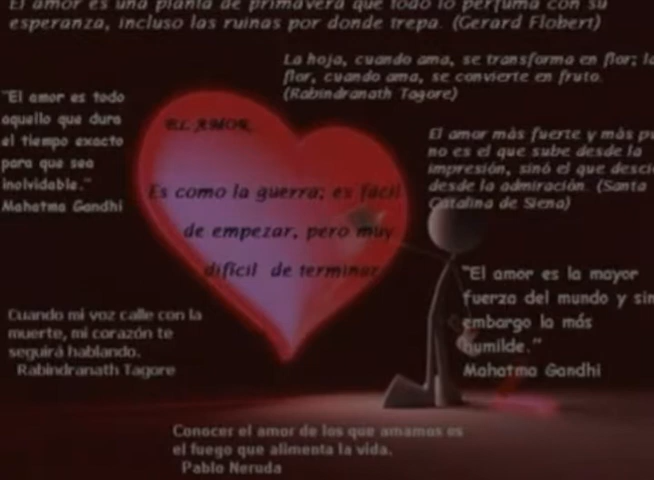 El amor es una planta de primavera que todo lo perfuma con su
esperanza, incluso las ruinas por donde trepa. (Gerard Flobert)
La hoja, cuando ama, se transforma en flor; la
flor, cuando ama, se convierte en fruto.
(Rabindranath Tagore)
"El amor es todo
aquello que dura
el tiempo exacto
para que sea
inolvidable."
Mahatma Gandhi
EL AMOR
Es como la guerra; es fácil
de empezar, pero muy
difícil de terminar
El amor más fuerte y más pu
no es el que sube desde la
impresión, sinó el que desci
desde la admiración. (Santa
Catalina de Siena)
"El amor es la mayor
fuerza del mundo y sin
embargo la más
humilde."
Mahatma Gandhi
Cuando mi voz calle con la
muerte, mi corazón te
seguirá hablando.
Rabindranath Tagore
Conocer el amor de los que amamos es
el fuego que alimenta la vida.
Pablo Neruda